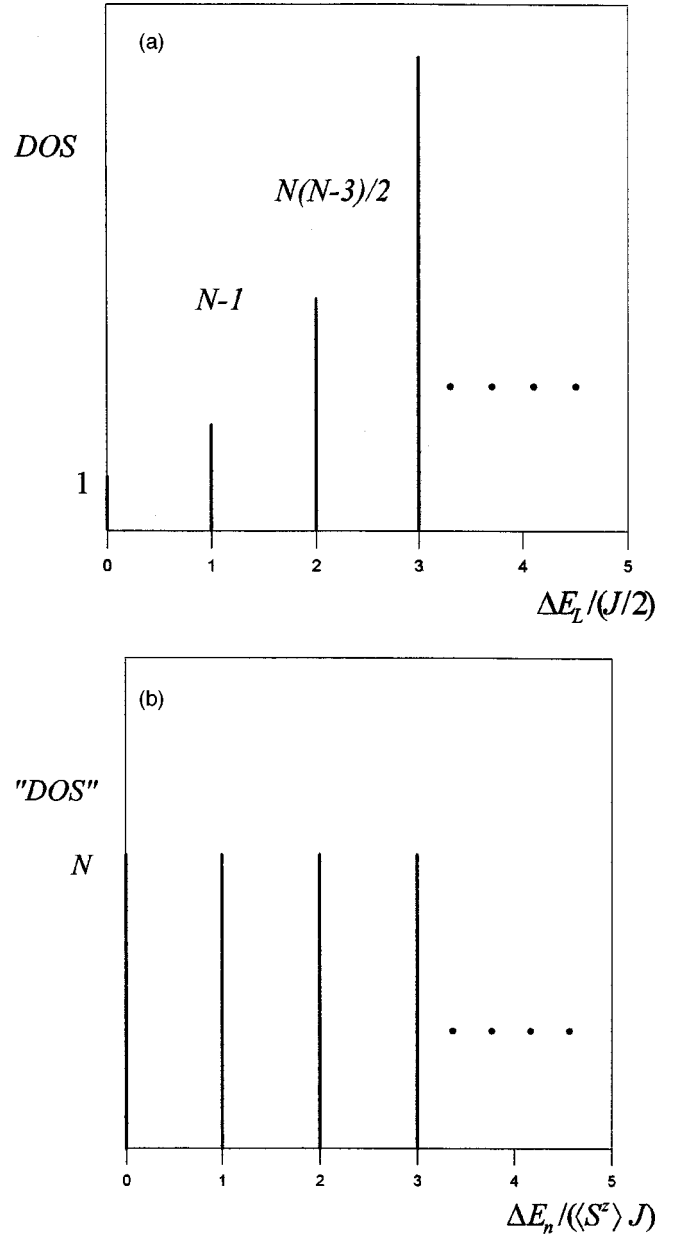 (a)
DOS
N(N-3)/2
N-1
1
0 1 2 3 4 5
ΔE_L/(J/2)
(b)
"DOS"
N
0 1 2 3 4 5
ΔE_n/(⟨S^z⟩ J)